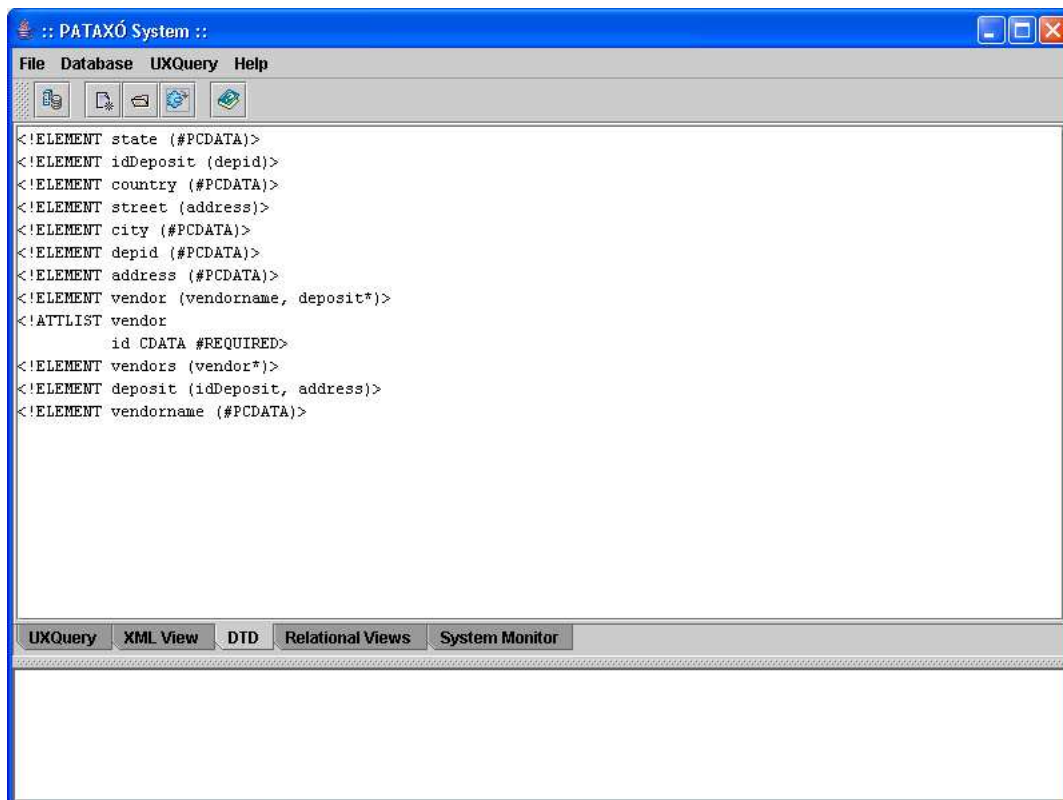 :: PATAXÓ System ::
File Database UXQuery Help
<!ELEMENT state (#PCDATA)>
<!ELEMENT idDeposit (depid)>
<!ELEMENT country (#PCDATA)>
<!ELEMENT street (address)>
<!ELEMENT city (#PCDATA)>
<!ELEMENT depid (#PCDATA)>
<!ELEMENT address (#PCDATA)>
<!ELEMENT vendor (vendorname, deposit*)>
<!ATTLIST vendor
id CDATA #REQUIRED>
<!ELEMENT vendors (vendor*)>
<!ELEMENT deposit (idDeposit, address)>
<!ELEMENT vendorname (#PCDATA)>
UXQuery XML View DTD Relational Views System Monitor